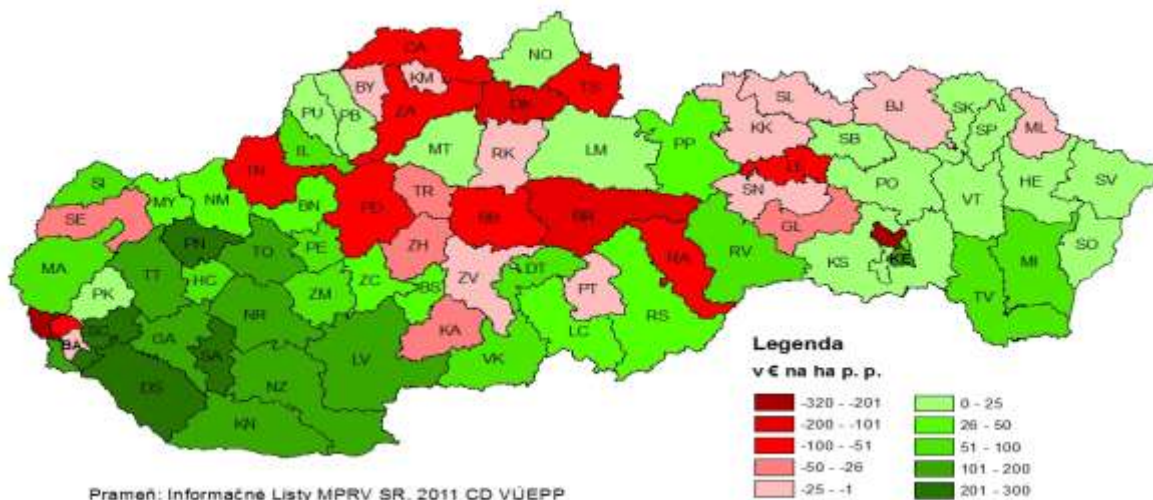 CA
NO
TS
BY
KM
DK
PU
PB
ZA
IL
MT
RK
LM
PP
KK
SL
BJ
SK
SP
ML
SB
LE
SN
PO
VT
HE
SV
SO
GL
KS
KE
MI
TV
RV
RA
BR
BB
TR
PD
TN
SI
MY
NM
BN
SE
MA
PN
TO
PE
ZH
ZV
DT
PT
TT
HC
ZM
ZC
BS
PK
BA
SC
GA
SA
NR
LV
KA
VK
LC
RS
DS
NZ
KN
Legenda
v € na ha p. p.
-320 - -201
-200 - -101
-100 - -51
-50 - -26
-25 - -1
0 - 25
26 - 50
51 - 100
101 - 200
201 - 300
Prameň: Informačné Listy MPRV SR, 2011 CD VÚEPP